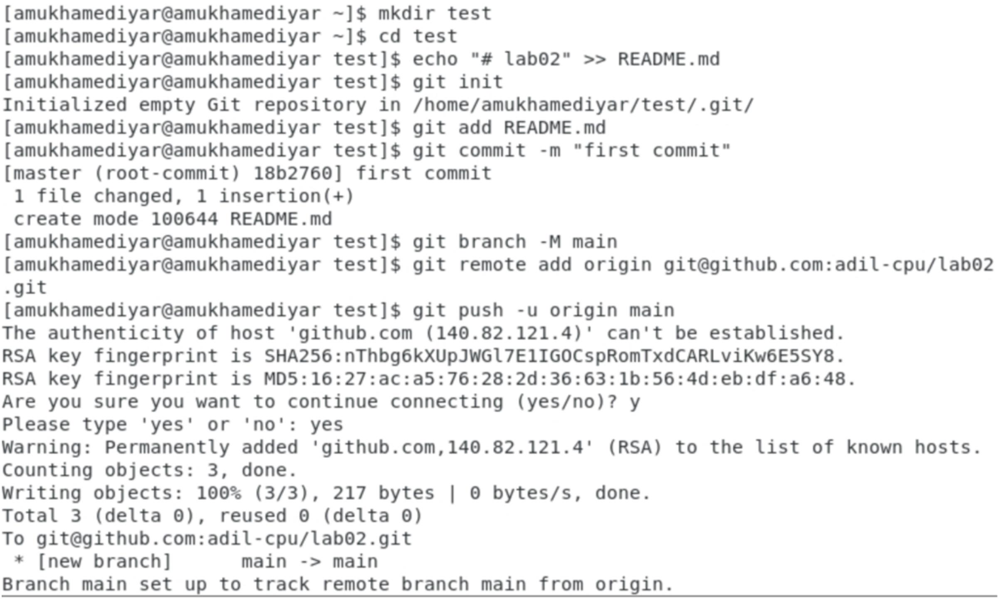 [amukhamediyar@amukhamediyar ~]$ mkdir test
[amukhamediyar@amukhamediyar ~]$ cd test
[amukhamediyar@amukhamediyar test]$ echo "# lab02" >> README.md
[amukhamediyar@amukhamediyar test]$ git init
Initialized empty Git repository in /home/amukhamediyar/test/.git/
[amukhamediyar@amukhamediyar test]$ git add README.md
[amukhamediyar@amukhamediyar test]$ git commit -m "first commit"
[master (root-commit) 18b2760] first commit
 1 file changed, 1 insertion(+)
 create mode 100644 README.md
[amukhamediyar@amukhamediyar test]$ git branch -M main
[amukhamediyar@amukhamediyar test]$ git remote add origin git@github.com:adil-cpu/lab02
.git
[amukhamediyar@amukhamediyar test]$ git push -u origin main
The authenticity of host 'github.com (140.82.121.4)' can't be established.
RSA key fingerprint is SHA256:nThbg6kXUpJWGl7E1IGOCspRomTxdCARLviKw6E5SY8.
RSA key fingerprint is MD5:16:27:ac:a5:76:28:2d:36:63:1b:56:4d:eb:df:a6:48.
Are you sure you want to continue connecting (yes/no)? y
Please type 'yes' or 'no': yes
Warning: Permanently added 'github.com,140.82.121.4' (RSA) to the list of known hosts.
Counting objects: 3, done.
Writing objects: 100% (3/3), 217 bytes | 0 bytes/s, done.
Total 3 (delta 0), reused 0 (delta 0)
To git@github.com:adil-cpu/lab02.git
 * [new branch]      main -> main
Branch main set up to track remote branch main from origin.